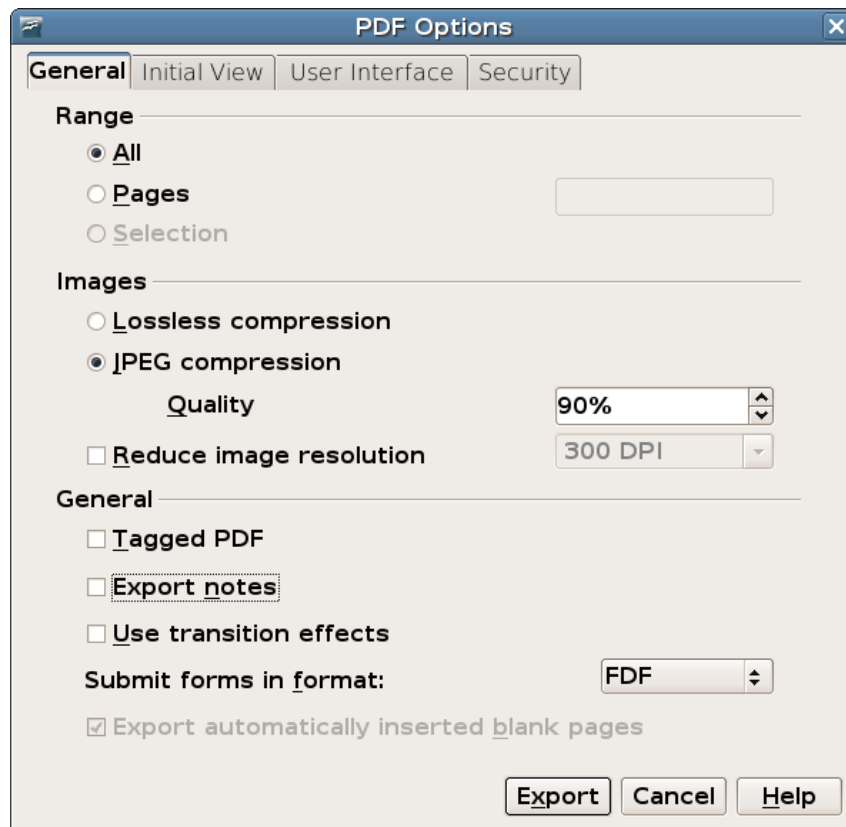 PDF Options
General Initial View User Interface Security
Range
All
Pages
Selection
Images
Lossless compression
JPEG compression
Quality 90%
Reduce image resolution 300 DPI
General
Tagged PDF
Export notes
Use transition effects
Submit forms in format: FDF
Export automatically inserted blank pages
Export Cancel Help